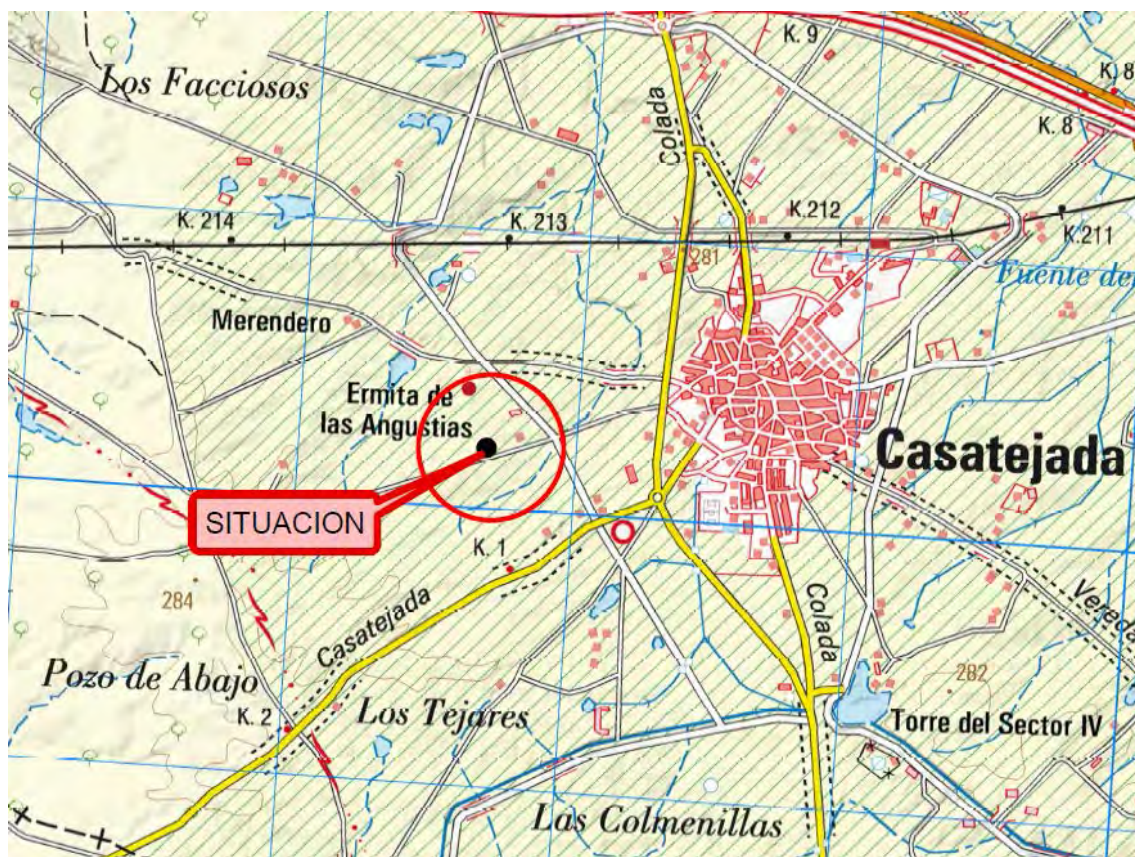 K. 9
K. 8
Los Facciosos
K. 8
Colada
K. 214
K. 213
K.212
K.211
281
Fuente de
Merendero
Ermita de
las Angustias
Casatejada
SITUACION
K. 1
284
Casatejada
Colada
Vereda
Pozo de Abajo
282
K. 2
Los Tejares
Torre del Sector IV
Las Colmenillas